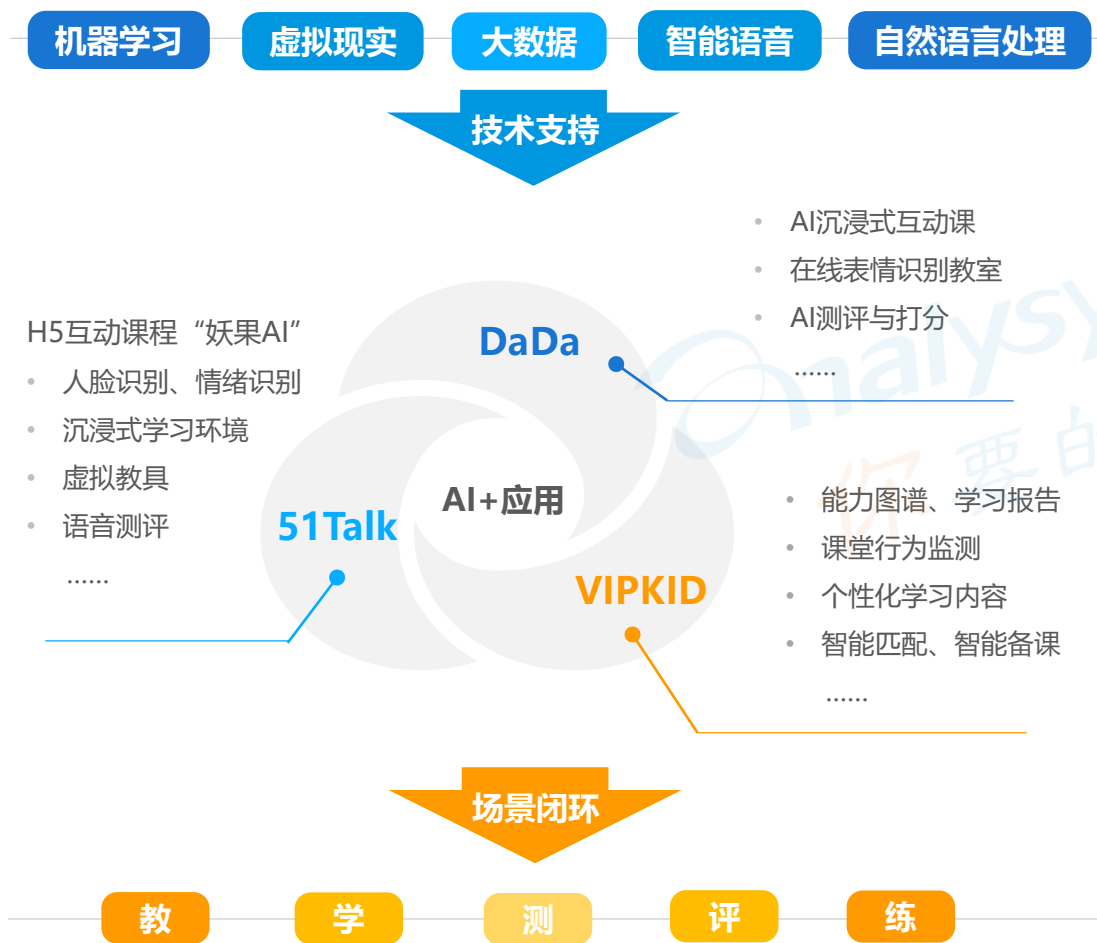 机器学习 虚拟现实 大数据 智能语音 自然语言处理
技术支持
AI沉浸式互动课
在线表情识别教室
AI测评与打分
......
DaDa
H5互动课程“妖果AI”
人脸识别、情绪识别
沉浸式学习环境
虚拟教具
语音测评
......
51Talk
AI+应用
VIPKID
能力图谱、学习报告
课堂行为监测
个性化学习内容
智能匹配、智能备课
......
场景闭环
教 学 测 评 练
nalysy
你要的